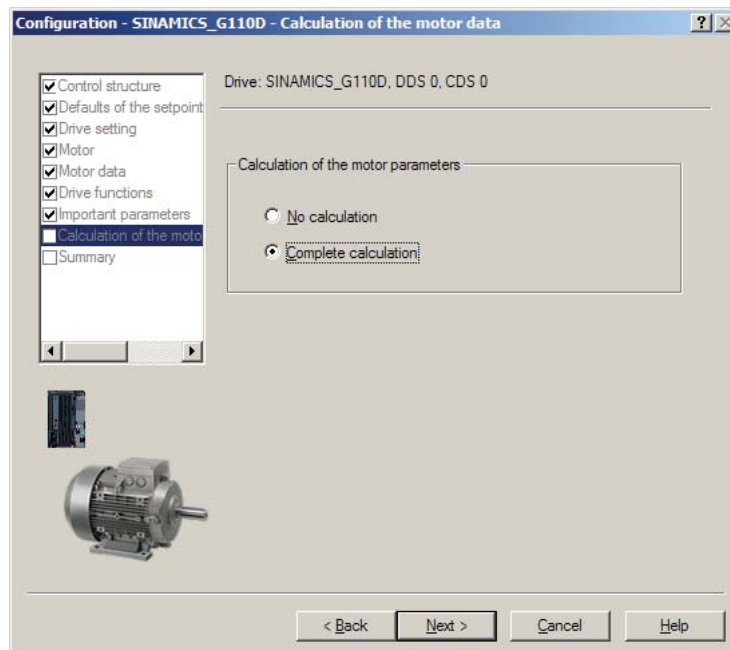 Configuration - SINAMICS_G110D - Calculation of the motor data
Control structure
Defaults of the setpoint
Drive setting
Motor
Motor data
Drive functions
Important parameters
Calculation of the moto
Summary
Drive: SINAMICS_G110D, DDS 0, CDS 0
Calculation of the motor parameters
No calculation
Complete calculation
< Back
Next >
Cancel
Help